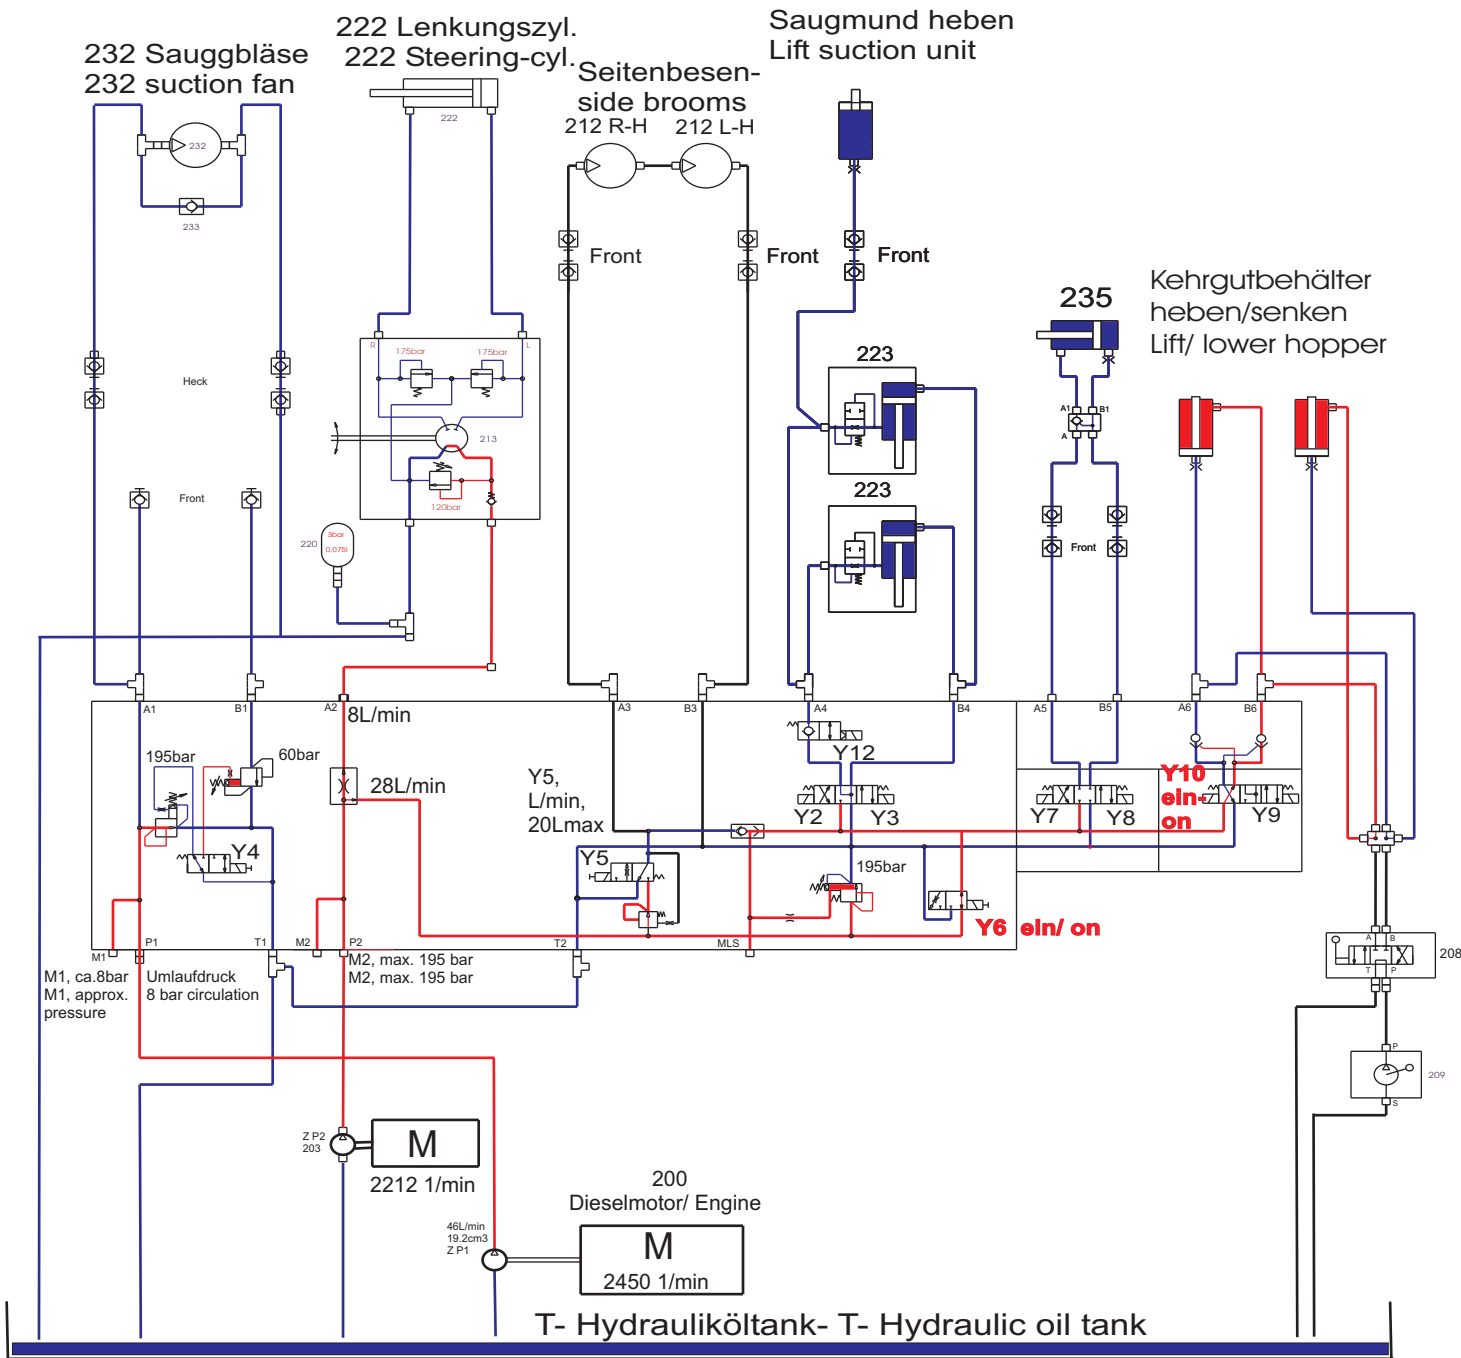 232 Sauggbläse
232 suction fan
222 Lenkungszyl.
222 Steering-cyl.
Seitenbesen-
side brooms
212 R-H
212 L-H
Saugmund heben
Lift suction unit
232
233
222
Front
Front
Front
235
Kehrgutbehälter
heben/senken
Lift/ lower hopper
Heck
Front
R
L
175bar
175bar
213
120bar
220
3bar
0,075l
223
223
A1
B1
A
Front
A1
B1
A2
A3
B3
A4
B4
A5
B5
A6
B6
8L/min
195bar
60bar
28L/min
Y4
Y5,
L/min,
20Lmax
Y5
Y12
Y2
Y3
195bar
Y7
Y8
Y10
ein-
on
Y9
Y6 ein/ on
M1
P1
T1
M2
P2
T2
MLS
M1, ca.8bar
M1, approx.
pressure
Umlaufdruck
8 bar circulation
M2, max. 195 bar
M2, max. 195 bar
A
B
T
P
208
P
209
S
Z P2
203
M
2212 1/min
200
Dieselmotor/ Engine
46L/min
19.2cm3
Z P1
M
2450 1/min
T- Hydrauliköltank- T- Hydraulic oil tank